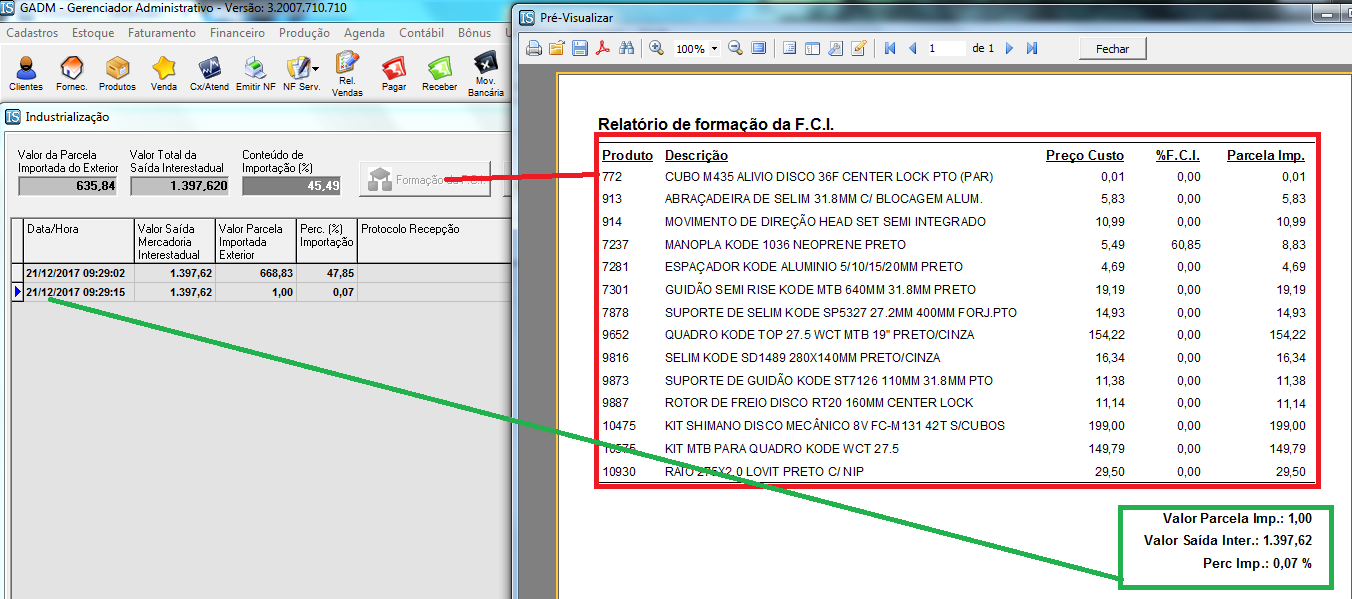 IS GADM - Gerenciador Administrativo - Versão: 3.2007.710.710
Cadastros Estoque Faturamento Financeiro Produção Agenda Contábil Bônus U
Clientes Fornec. Produtos Venda Cx/Atend Emitir NF NF Serv. Rel. Vendas Pagar Receber Mov. Bancária
IS Industrialização
Valor da Parcela Importada do Exterior
635,84
Valor Total da Saída Interestadual
1.397,620
Conteúdo de Importação (%)
45,49
Formação da F.C.I.
Data/Hora Valor Saída Mercadoria Interestadual Valor Parcela Importada Exterior Perc. (%) Importação Protocolo Recepção
21/12/2017 09:29:02 1.397,62 668,83 47,85
21/12/2017 09:29:15 1.397,62 1,00 0,07
IS Pré-Visualizar
100% 1 de 1 Fechar
Relatório de formação da F.C.I.
Produto Descrição Preço Custo %F.C.I. Parcela Imp.
772 CUBO M435 ALIVIO DISCO 36F CENTER LOCK PTO (PAR) 0,01 0,00 0,01
913 ABRAÇADEIRA DE SELIM 31.8MM C/ BLOCAGEM ALUM. 5,83 0,00 5,83
914 MOVIMENTO DE DIREÇÃO HEAD SET SEMI INTEGRADO 10,99 0,00 10,99
7237 MANOPLA KODE 1036 NEOPRENE PRETO 5,49 60,85 8,83
7281 ESPAÇADOR KODE ALUMINIO 5/10/15/20MM PRETO 4,69 0,00 4,69
7301 GUIDÃO SEMI RISE KODE MTB 640MM 31.8MM PRETO 19,19 0,00 19,19
7878 SUPORTE DE SELIM KODE SP5327 27.2MM 400MM FORJ.PTO 14,93 0,00 14,93
9652 QUADRO KODE TOP 27.5 WCT MTB 19" PRETO/CINZA 154,22 0,00 154,22
9816 SELIM KODE SD1489 280X140MM PRETO/CINZA 16,34 0,00 16,34
9873 SUPORTE DE GUIDÃO KODE ST7126 110MM 31.8MM PTO 11,38 0,00 11,38
9887 ROTOR DE FREIO DISCO RT20 160MM CENTER LOCK 11,14 0,00 11,14
10475 KIT SHIMANO DISCO MECÂNICO 8V FC-M131 42T S/CUBOS 199,00 0,00 199,00
KIT MTB PARA QUADRO KODE WCT 27.5 149,79 0,00 149,79
10930 RAIO 275X2.0 LOVIT PRETO C/ NIP 29,50 0,00 29,50
Valor Parcela Imp.: 1,00
Valor Saída Inter.: 1.397,62
Perc Imp.: 0,07 %